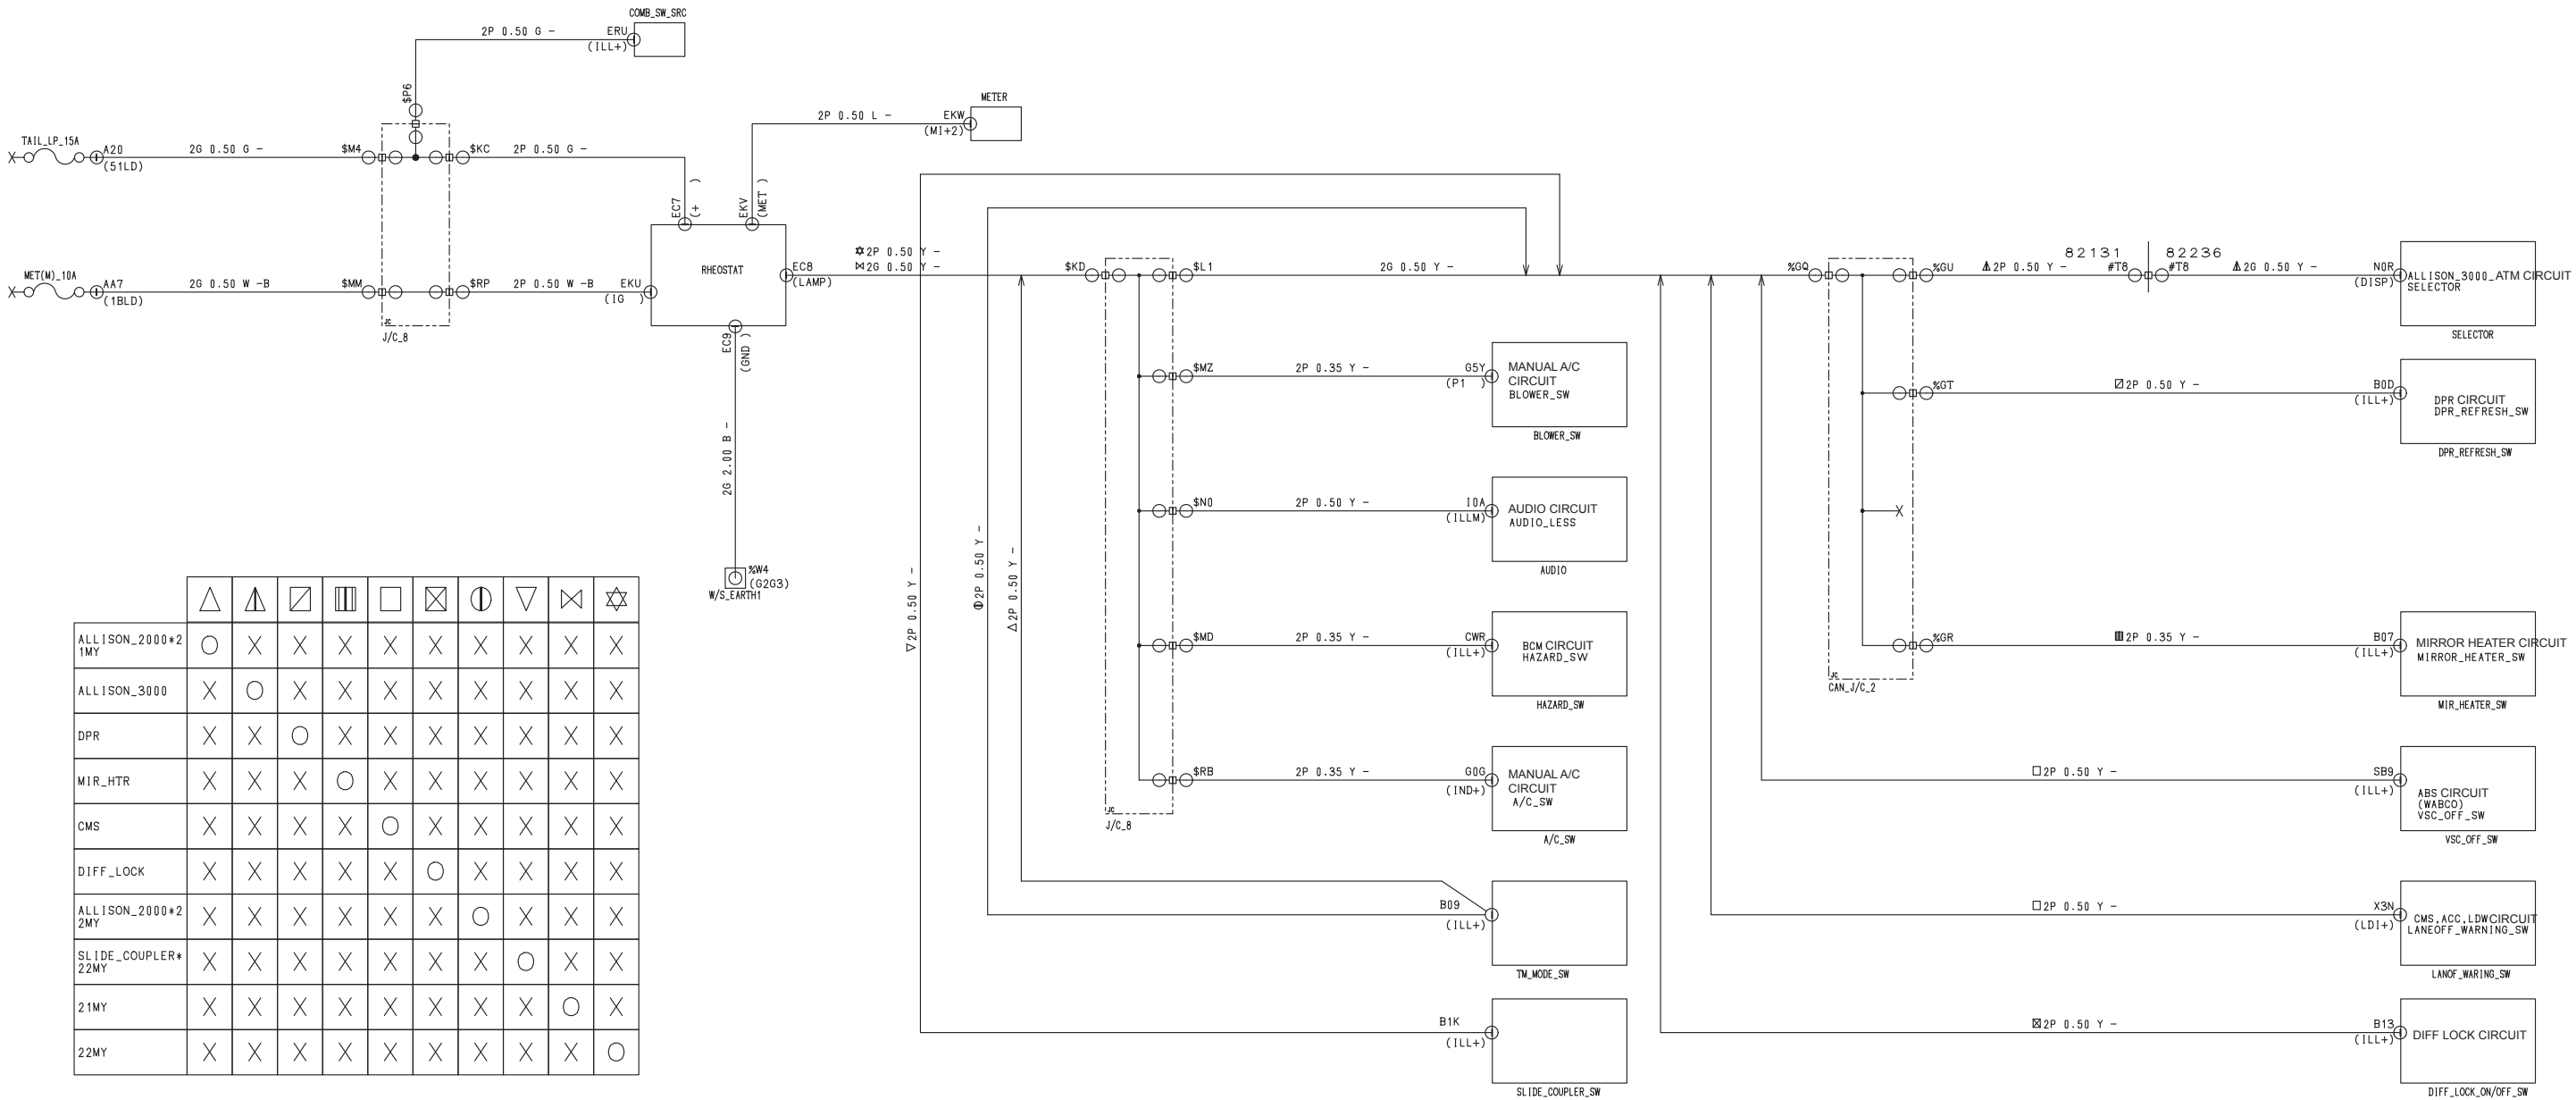 COMB_SW_SRC
2P 0.50 G -
ERU
(ILL+)
$P6
METER
2P 0.50 L -
EKW
(MI+2)
TAIL_LP_15A
A20
(51LD)
2G 0.50 G -
$M4
$KC
2P 0.50 G -
EC7
(+ )
EKV
(MET )
MET(M)_10A
AA7
(1BLD)
2G 0.50 W -B
$MM
$RP
2P 0.50 W -B
EKU
(IG )
JC
J/C_8
RHEOSTAT
EC8
(LAMP)
EC9
(GND )
2G 2.00 B -
%W4
(G2G3)
W/S_EARTH1
✡2P 0.50 Y -
⋈2G 0.50 Y -
$KD
$L1
2G 0.50 Y -
%GQ
%GU
◭2P 0.50 Y -
82131
82236
#T8
#T8
◭2G 0.50 Y -
N0R
(DISP)
ALLISON_3000_ATM CIRCUIT
SELECTOR
SELECTOR
$MZ
2P 0.35 Y -
G5Y
(P1 )
MANUAL A/C
CIRCUIT
BLOWER_SW
BLOWER_SW
%GT
⍁2P 0.50 Y -
B0D
(ILL+)
DPR CIRCUIT
DPR_REFRESH_SW
DPR_REFRESH_SW
$N0
2P 0.50 Y -
I0A
(ILLM)
AUDIO CIRCUIT
AUDIO_LESS
AUDIO
▽2P 0.50 Y -
⦶2P 0.50 Y -
△2P 0.50 Y -
$MD
2P 0.35 Y -
CWR
(ILL+)
BCM CIRCUIT
HAZARD_SW
HAZARD_SW
%GR
▥2P 0.35 Y -
B07
(ILL+)
MIRROR HEATER CIRCUIT
MIRROR_HEATER_SW
MIR_HEATER_SW
JC
CAN_J/C_2
$RB
2P 0.35 Y -
G0G
(IND+)
MANUAL A/C
CIRCUIT
A/C_SW
A/C_SW
JC
J/C_8
□2P 0.50 Y -
SB9
(ILL+)
ABS CIRCUIT
(WABCO)
VSC_OFF_SW
VSC_OFF_SW
B09
(ILL+)
TM_MODE_SW
□2P 0.50 Y -
X3N
(LDI+)
CMS,ACC,LDWCIRCUIT
LANEOFF_WARNING_SW
LANOF_WARING_SW
B1K
(ILL+)
SLIDE_COUPLER_SW
⊠2P 0.50 Y -
B13
(ILL+)
DIFF LOCK CIRCUIT
DIFF_LOCK_ON/OFF_SW
△ ◭ ⍁ ▥ □ ⊠ ⦶ ▽ ⋈ ✡
ALLISON_2000*2
1MY
O X X X X X X X X X
ALLISON_3000 X O X X X X X X X X
DPR X X O X X X X X X X
MIR_HTR X X X O X X X X X X
CMS X X X X O X X X X X
DIFF_LOCK X X X X X O X X X X
ALLISON_2000*2
2MY
X X X X X X O X X X
SLIDE_COUPLER*
22MY
X X X X X X X O X X
21MY X X X X X X X X O X
22MY X X X X X X X X X O